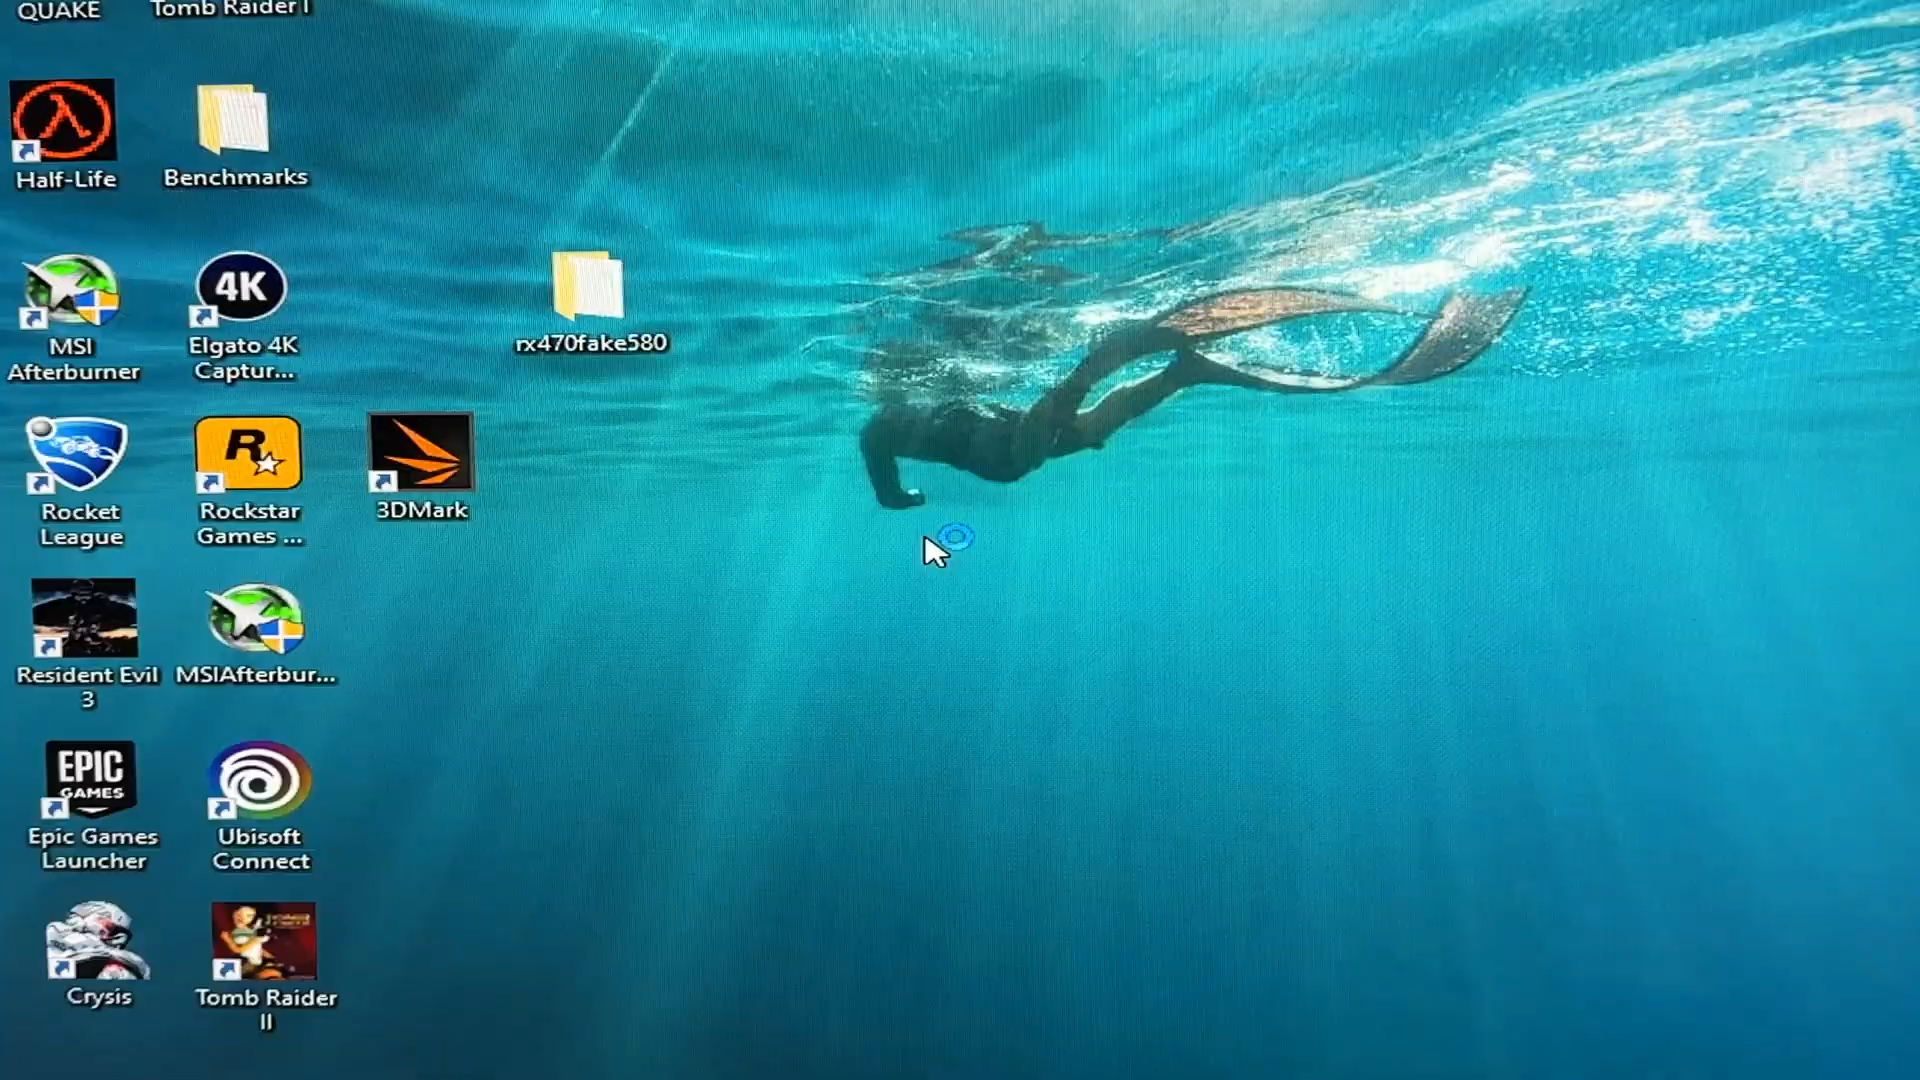 QUAKE
Tomb Raider I
Half-Life
Benchmarks
MSI
Afterburner
4K
Elgato 4K
Captur...
rx470fake580
Rocket
League
R
Rockstar
Games ...
3DMark
Resident Evil
3
MSIAfterbur...
EPIC
GAMES
Epic Games
Launcher
Ubisoft
Connect
Crysis
Tomb Raider
II